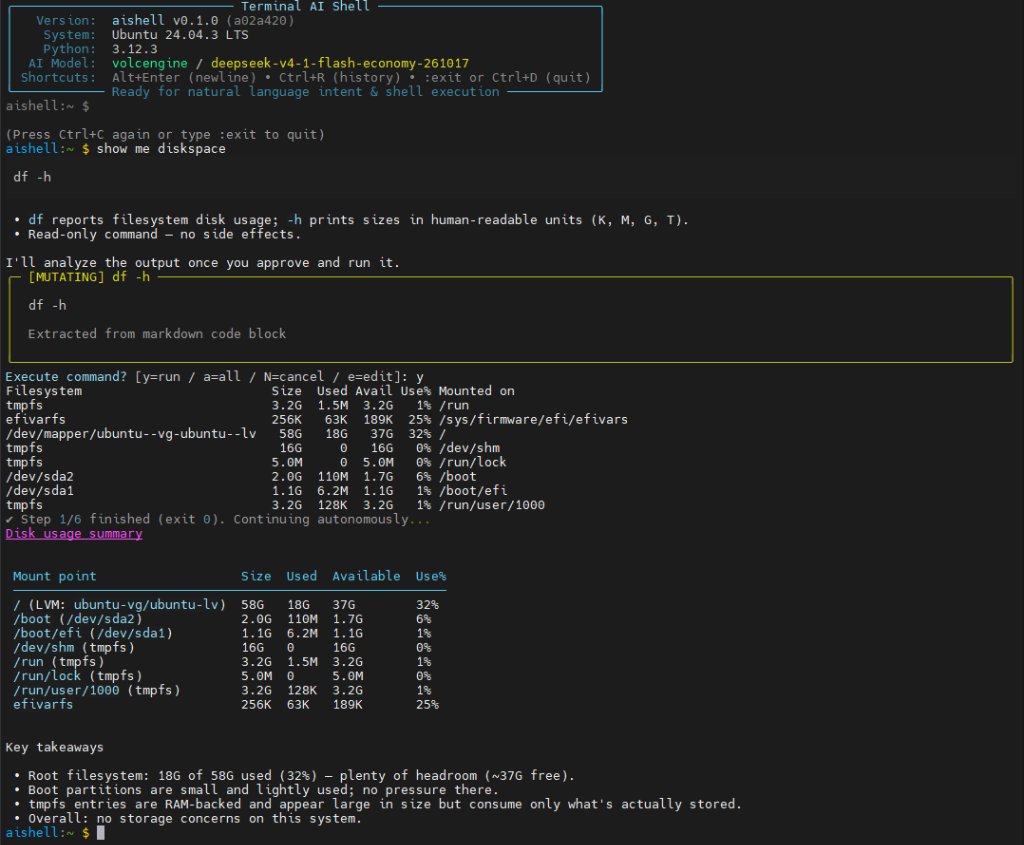 Terminal AI Shell
Version: aishell v0.1.0 (a02a420)
System: Ubuntu 24.04.3 LTS
Python: 3.12.3
AI Model: volcengine / deepseek-v4-1-flash-economy-261017
Shortcuts: Alt+Enter (newline) • Ctrl+R (history) • :exit or Ctrl+D (quit)
Ready for natural language intent & shell execution
aishell:~ $
(Press Ctrl+C again or type :exit to quit)
aishell:~ $ show me diskspace
df -h
• df reports filesystem disk usage; -h prints sizes in human-readable units (K, M, G, T).
• Read-only command — no side effects.
I'll analyze the output once you approve and run it.
[MUTATING] df -h
df -h
Extracted from markdown code block
Execute command? [y=run / a=all / N=cancel / e=edit]: y
Filesystem Size Used Avail Use% Mounted on
tmpfs 3.2G 1.5M 3.2G 1% /run
efivarfs 256K 63K 189K 25% /sys/firmware/efi/efivars
/dev/mapper/ubuntu--vg-ubuntu--lv 58G 18G 37G 32% /
tmpfs 16G 0 16G 0% /dev/shm
tmpfs 5.0M 0 5.0M 0% /run/lock
/dev/sda2 2.0G 110M 1.7G 6% /boot
/dev/sda1 1.1G 6.2M 1.1G 1% /boot/efi
tmpfs 3.2G 128K 3.2G 1% /run/user/1000
✔ Step 1/6 finished (exit 0). Continuing autonomously...
Disk usage summary
Mount point Size Used Available Use%
/ (LVM: ubuntu-vg/ubuntu-lv) 58G 18G 37G 32%
/boot (/dev/sda2) 2.0G 110M 1.7G 6%
/boot/efi (/dev/sda1) 1.1G 6.2M 1.1G 1%
/dev/shm (tmpfs) 16G 0 16G 0%
/run (tmpfs) 3.2G 1.5M 3.2G 1%
/run/lock (tmpfs) 5.0M 0 5.0M 0%
/run/user/1000 (tmpfs) 3.2G 128K 3.2G 1%
efivarfs 256K 63K 189K 25%
Key takeaways
• Root filesystem: 18G of 58G used (32%) — plenty of headroom (~37G free).
• Boot partitions are small and lightly used; no pressure there.
• tmpfs entries are RAM-backed and appear large in size but consume only what's actually stored.
• Overall: no storage concerns on this system.
aishell:~ $